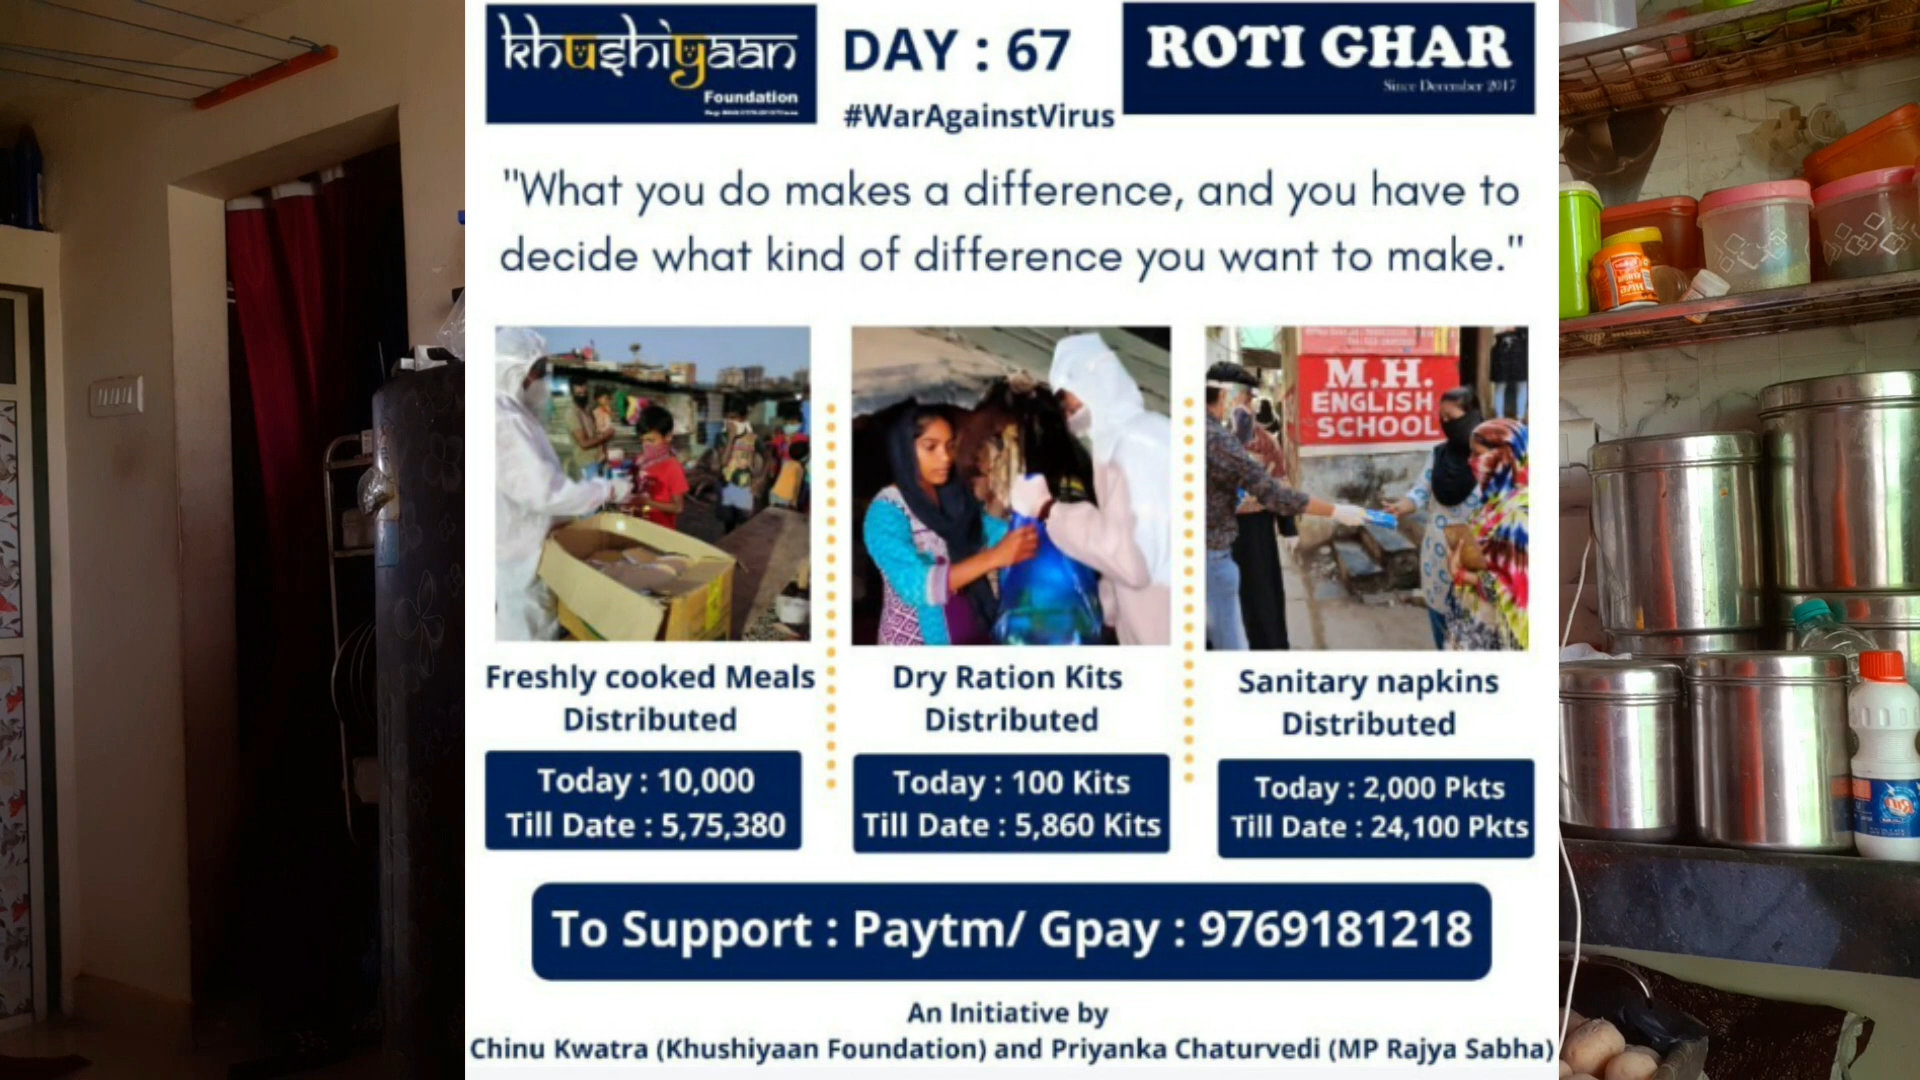 khushiyaan
Foundation
DAY : 67
#WarAgainstVirus
ROTI GHAR
Since December 2017
"What you do makes a difference, and you have to
decide what kind of difference you want to make."
M.H.
ENGLISH
SCHOOL
Freshly cooked Meals
Distributed
Today : 10,000
Till Date : 5,75,380
Dry Ration Kits
Distributed
Today : 100 Kits
Till Date : 5,860 Kits
Sanitary napkins
Distributed
Today : 2,000 Pkts
Till Date : 24,100 Pkts
To Support : Paytm/ Gpay : 9769181218
An Initiative by
Chinu Kwatra (Khushiyaan Foundation) and Priyanka Chaturvedi (MP Rajya Sabha)